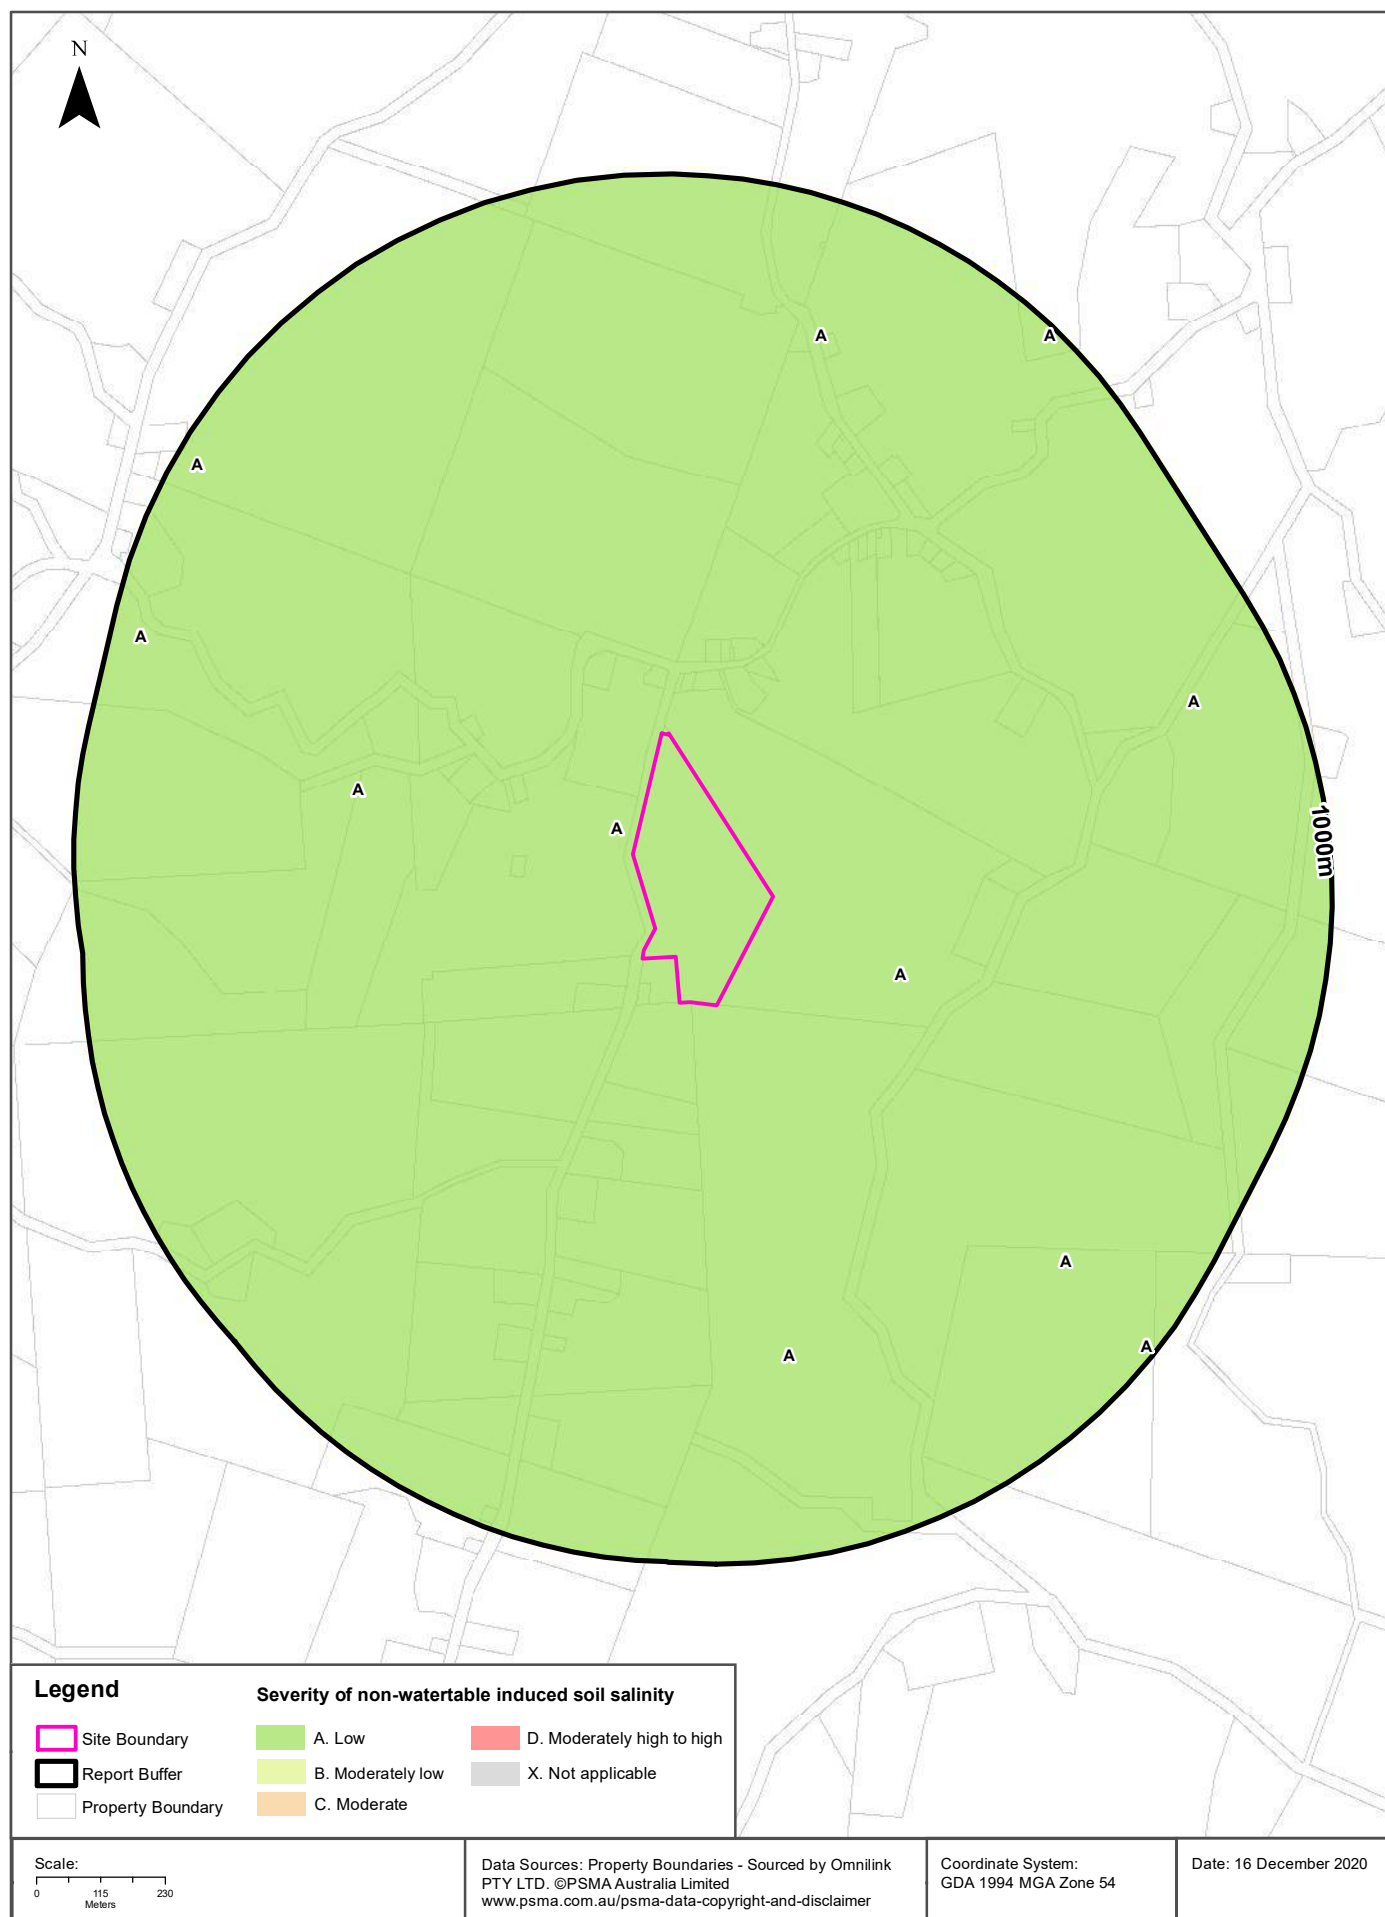 N
A
A
A
A
A
A
1000m
A
A
A
A
A
Legend
Severity of non-watertable induced soil salinity
Site Boundary
A. Low
D. Moderately high to high
Report Buffer
B. Moderately low
X. Not applicable
Property Boundary
C. Moderate
Scale:
0 115 230
Meters
Data Sources: Property Boundaries - Sourced by Omnilink
PTY LTD. ©PSMA Australia Limited
www.psma.com.au/psma-data-copyright-and-disclaimer
Coordinate System:
GDA 1994 MGA Zone 54
Date: 16 December 2020